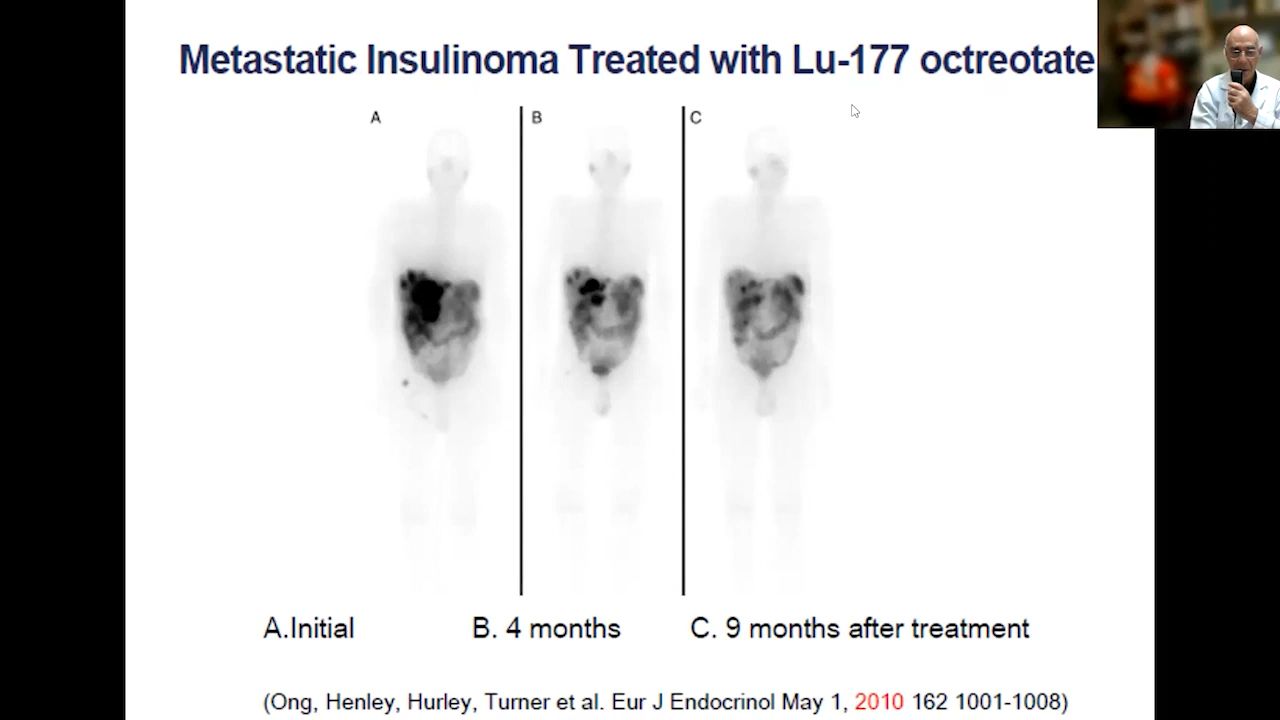 Metastatic Insulinoma Treated with Lu-177 octreotate
A B C
A.Initial B. 4 months C. 9 months after treatment
(Ong, Henley, Hurley, Turner et al. Eur J Endocrinol May 1, 2010 162 1001-1008)